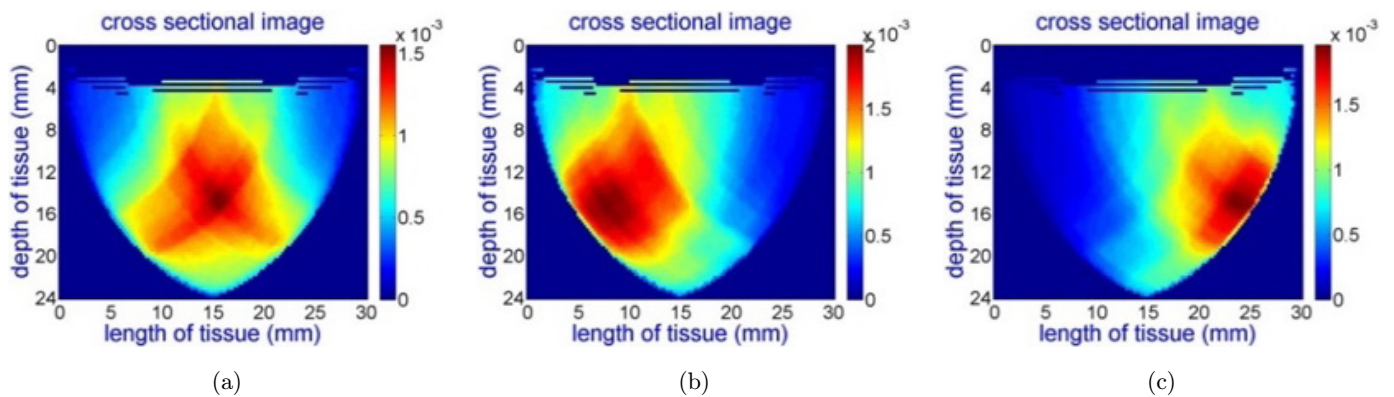 cross sectional image
x 10⁻³
0
4
8
12
16
20
24
depth of tissue (mm)
0 5 10 15 20 25 30
length of tissue (mm)
1.5
1
0.5
0
(a)
cross sectional image
x 10⁻³
0
4
8
12
16
20
24
depth of tissue (mm)
0 5 10 15 20 25 30
length of tissue (mm)
2
1.5
1
0.5
0
(b)
cross sectional image
x 10⁻³
0
4
8
12
16
20
24
depth of tissue (mm)
0 5 10 15 20 25 30
length of tissue (mm)
1.5
1
0.5
0
(c)